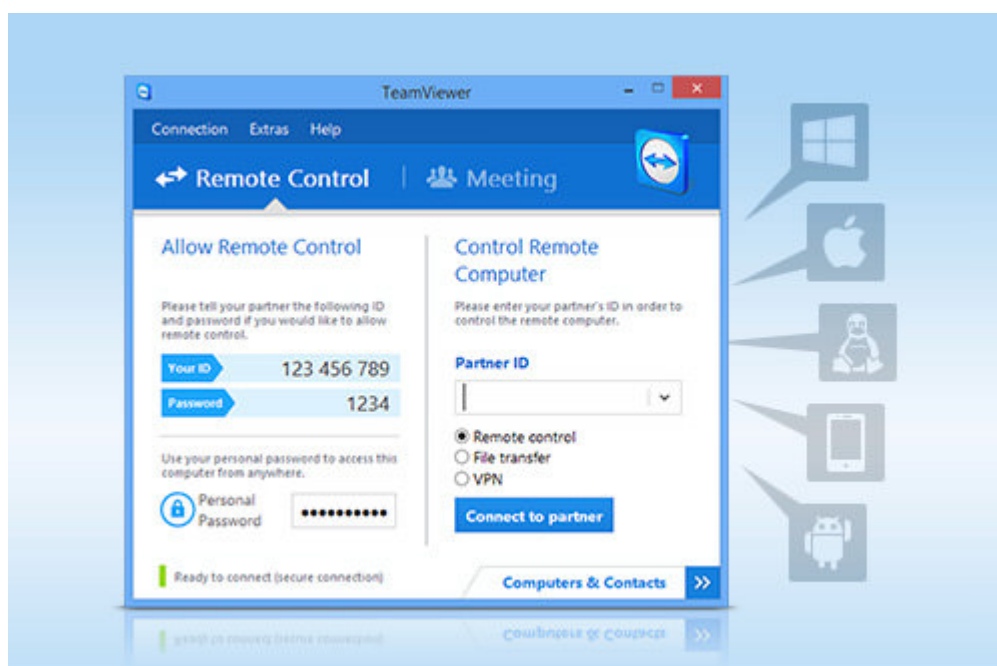 TeamViewer
Connection Extras Help
Remote Control
Meeting
Allow Remote Control
Please tell your partner the following ID
and password if you would like to allow
remote control.
Your ID 123 456 789
Password 1234
Use your personal password to access this
computer from anywhere.
Personal
Password ••••••••••
Ready to connect (secure connection)
Control Remote
Computer
Please enter your partner's ID in order to
control the remote computer.
Partner ID
Remote control
File transfer
VPN
Connect to partner
Computers & Contacts